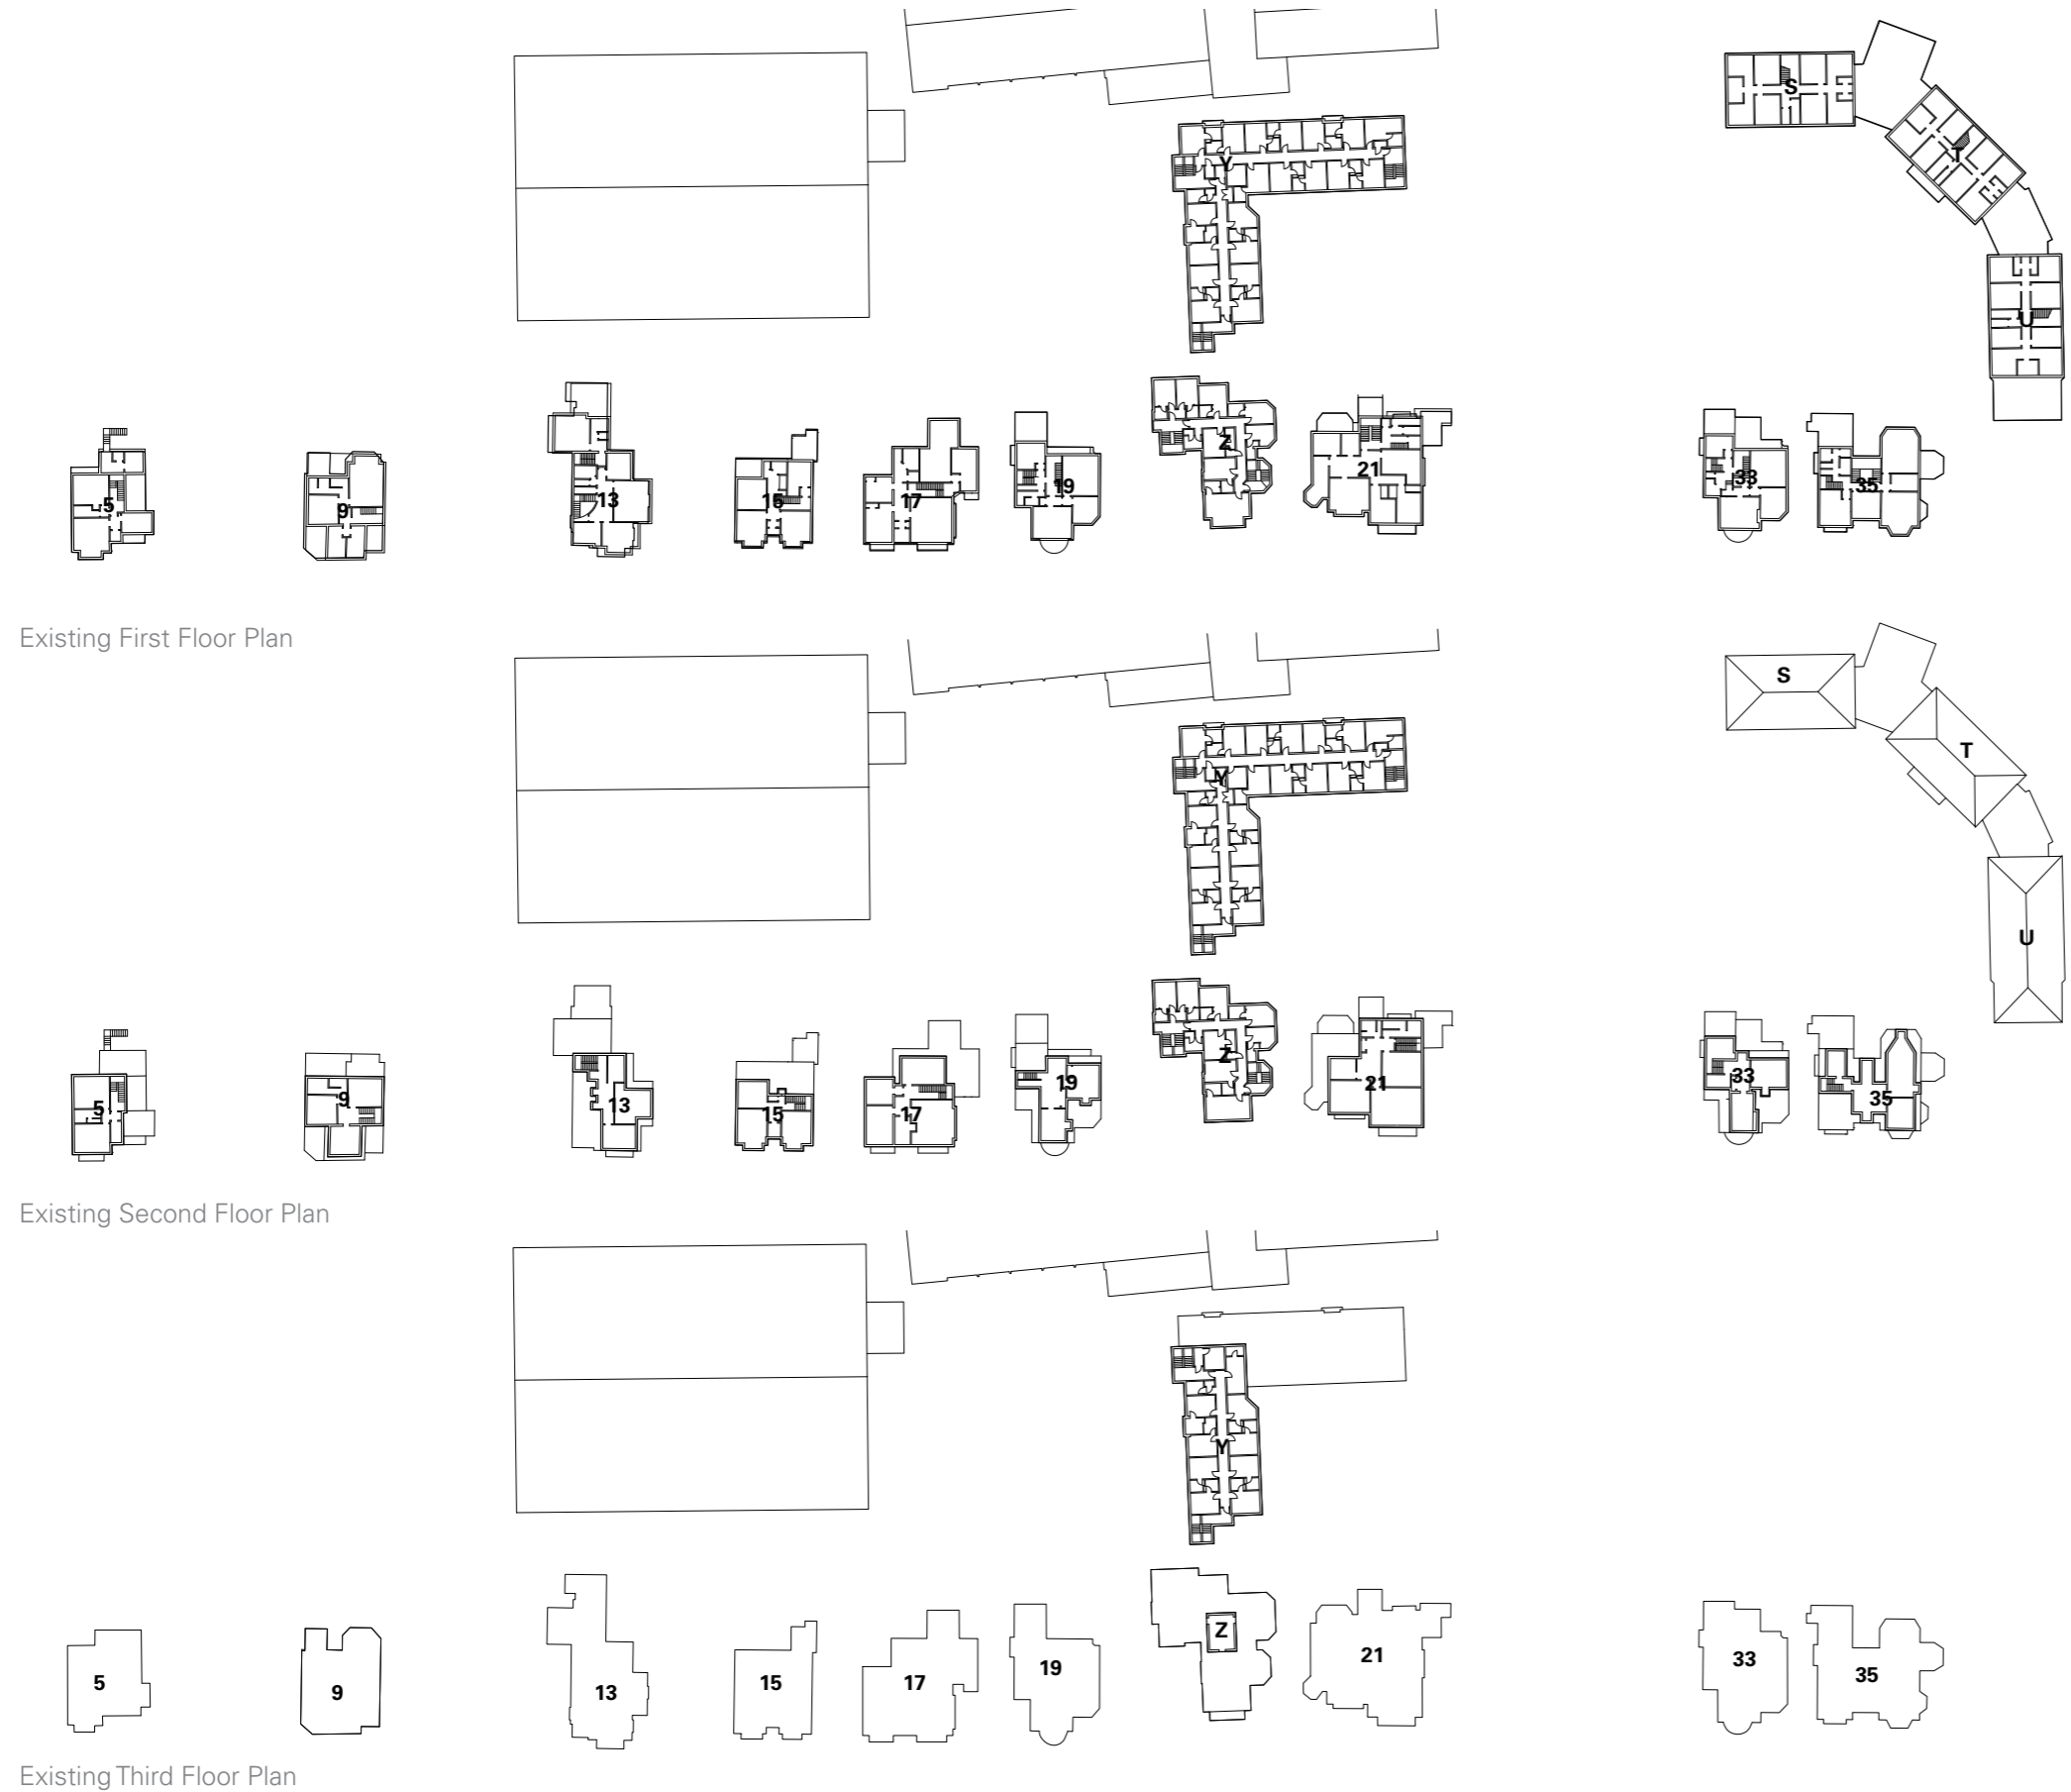 S
Y
T
U
Z
21
5
9
13
15
17
19
33
35
Existing First Floor Plan
S
T
Y
U
Z
5
9
13
15
17
19
21
33
35
Existing Second Floor Plan
Y
Z
5
9
13
15
17
19
21
33
35
Existing Third Floor Plan